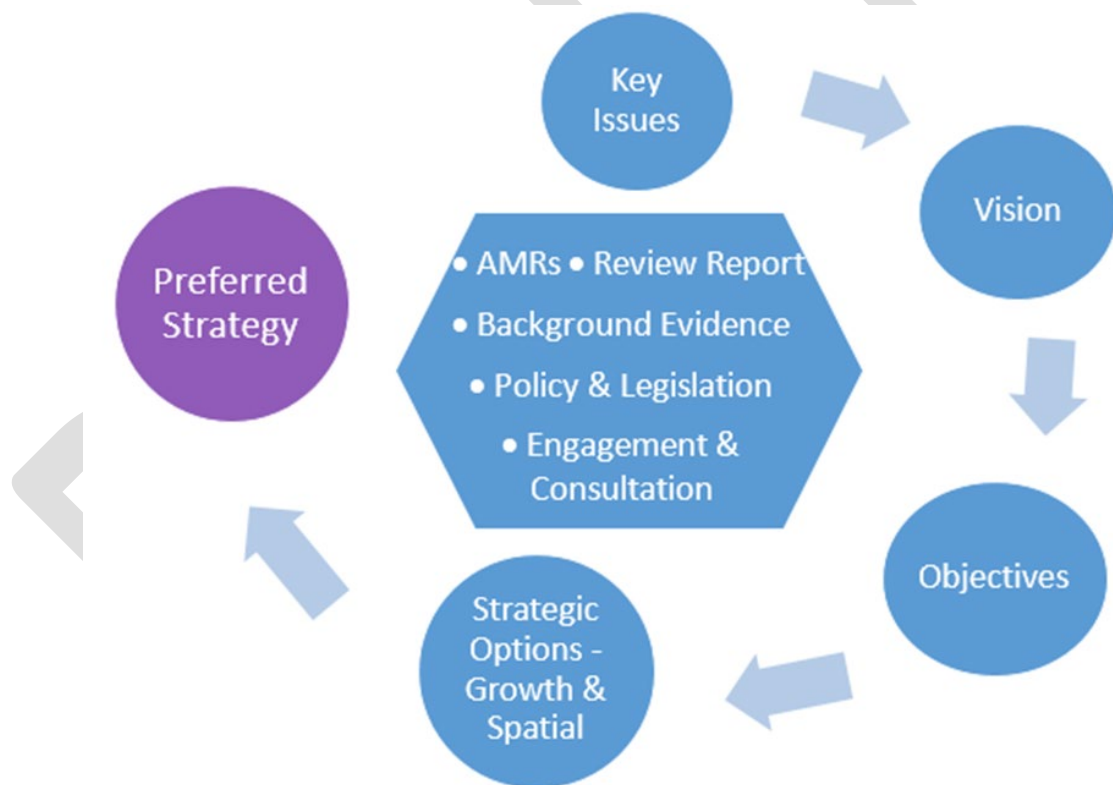 Key
Issues
Vision
Preferred
Strategy
• AMRs • Review Report
• Background Evidence
• Policy & Legislation
• Engagement &
Consultation
Objectives
Strategic
Options -
Growth &
Spatial